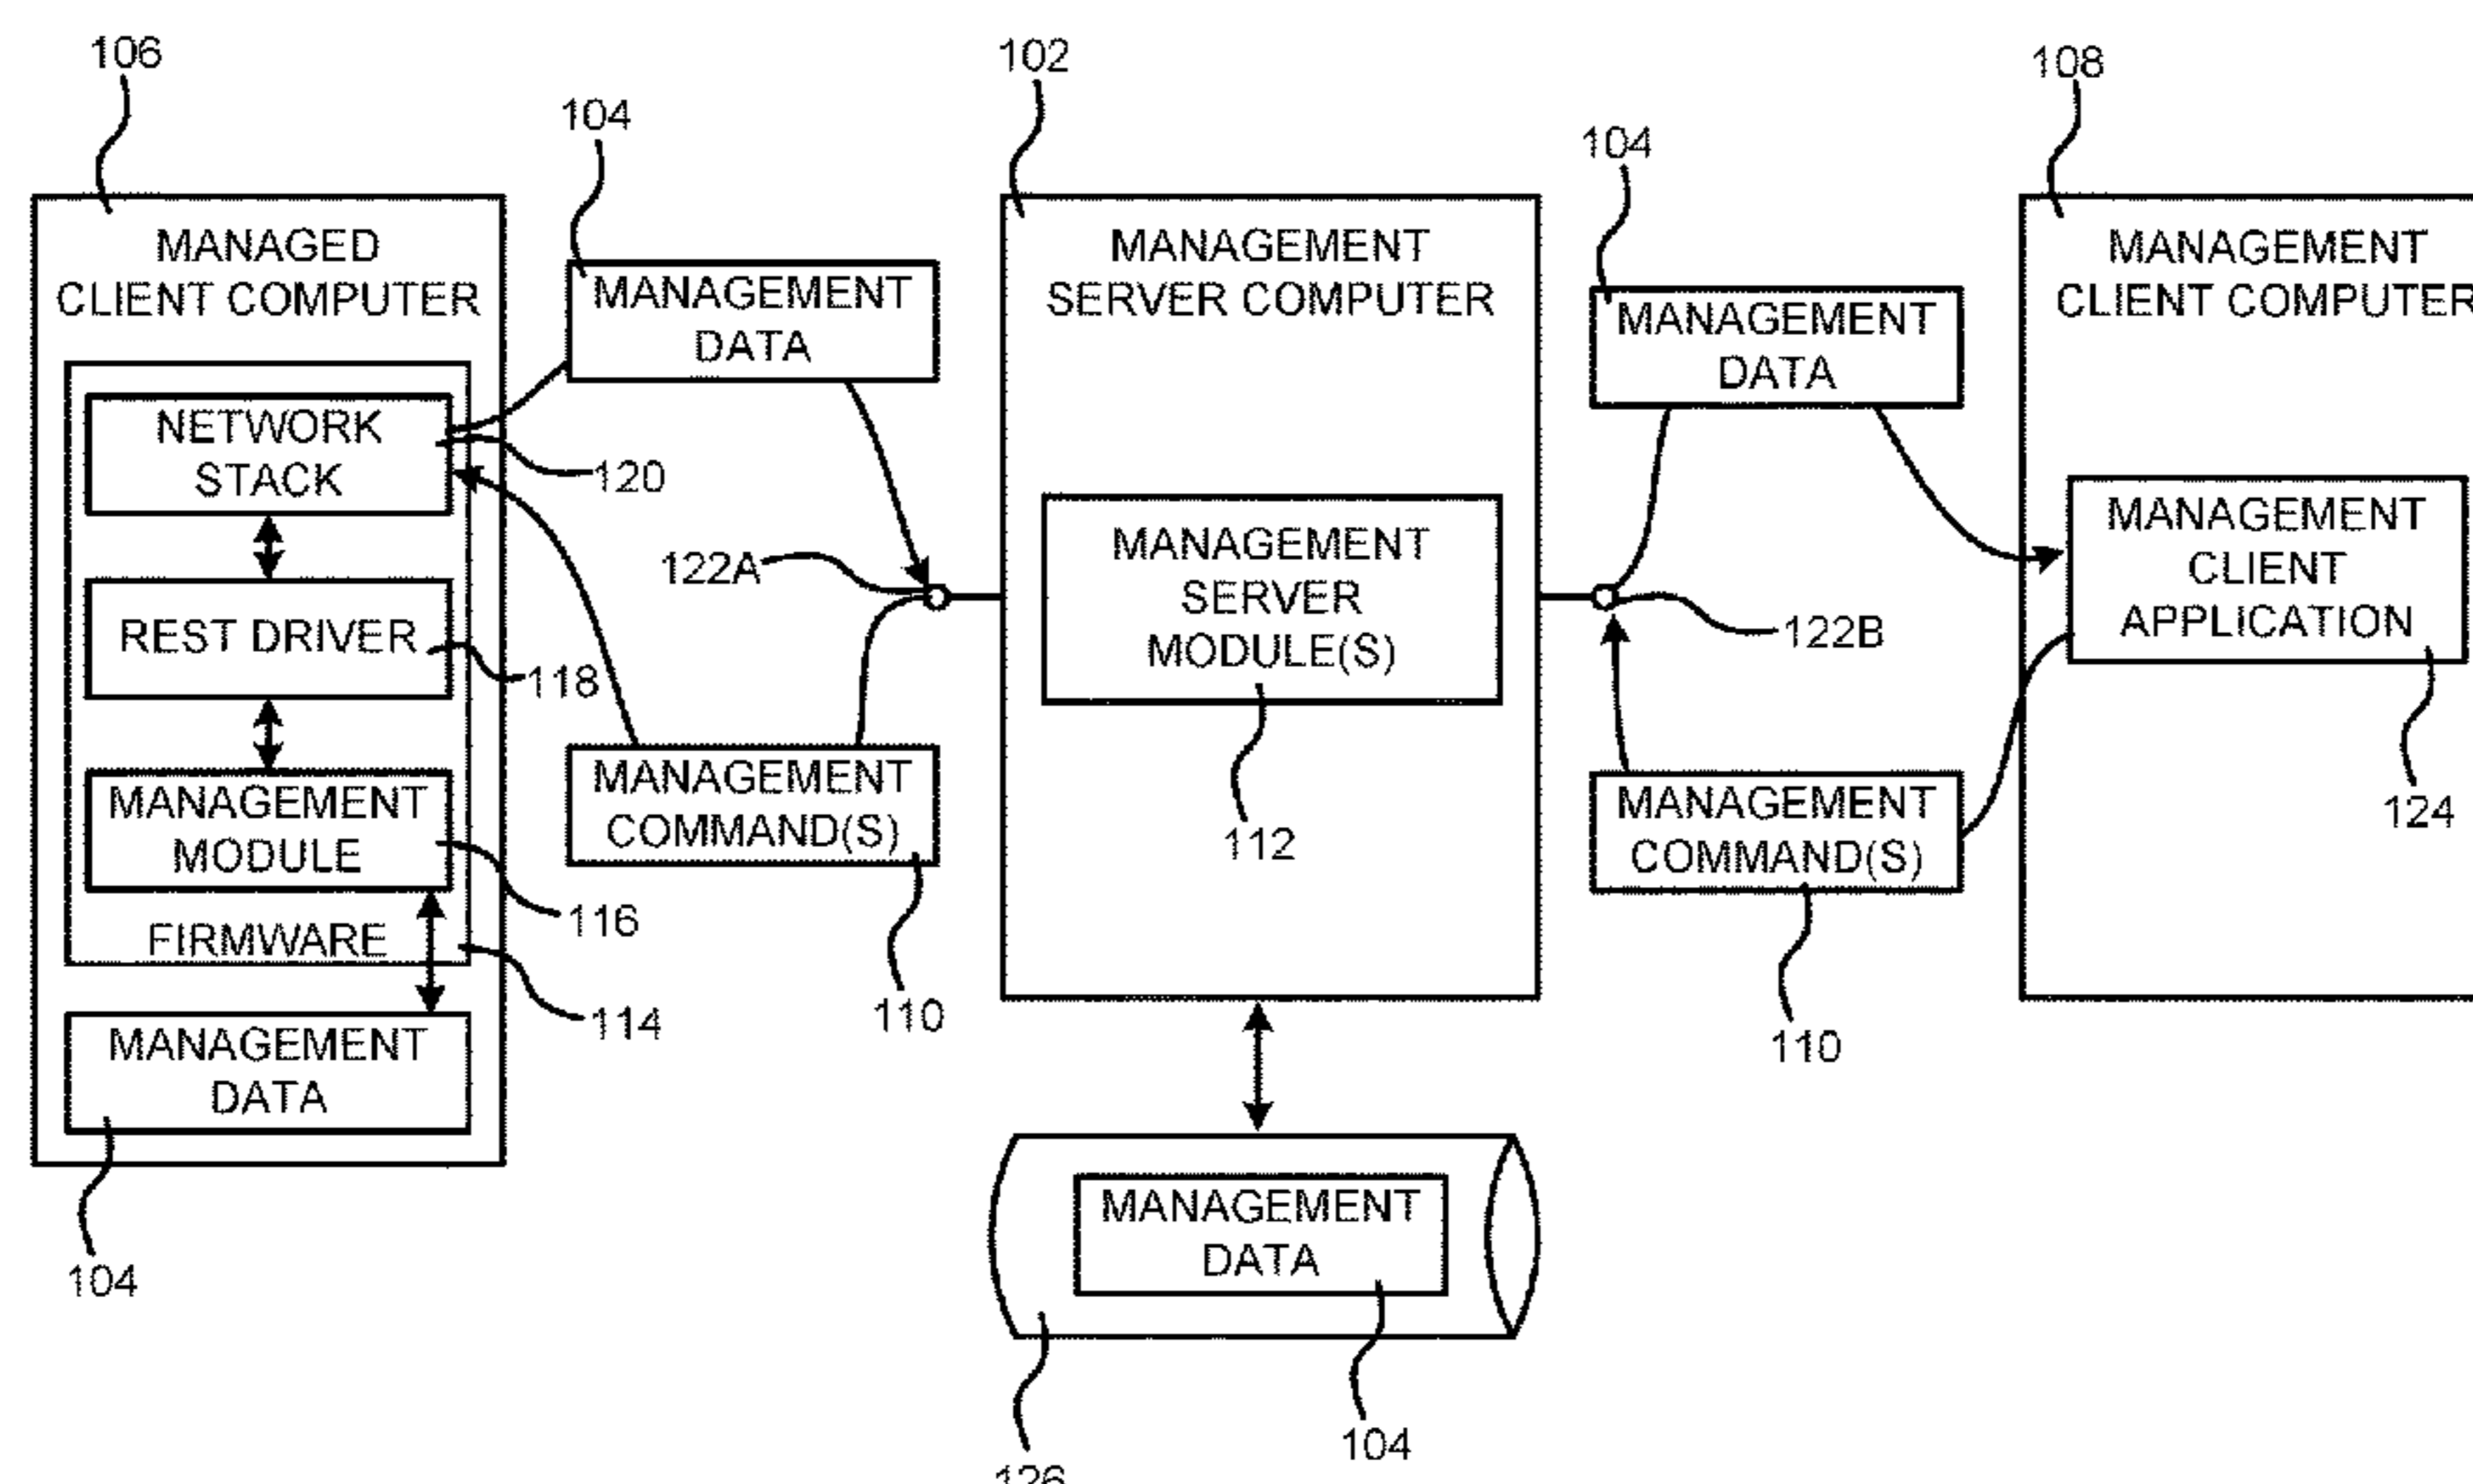 106
102
108
104
104
MANAGED
CLIENT COMPUTER
NETWORK
STACK
120
REST DRIVER
118
MANAGEMENT
MODULE
116
FIRMWARE
114
MANAGEMENT
DATA
104
MANAGEMENT
DATA
122A
MANAGEMENT
COMMAND(S)
110
MANAGEMENT
SERVER COMPUTER
MANAGEMENT
SERVER
MODULE(S)
112
MANAGEMENT
DATA
104
126
MANAGEMENT
DATA
122B
MANAGEMENT
COMMAND(S)
110
MANAGEMENT
CLIENT COMPUTER
MANAGEMENT
CLIENT
APPLICATION
124